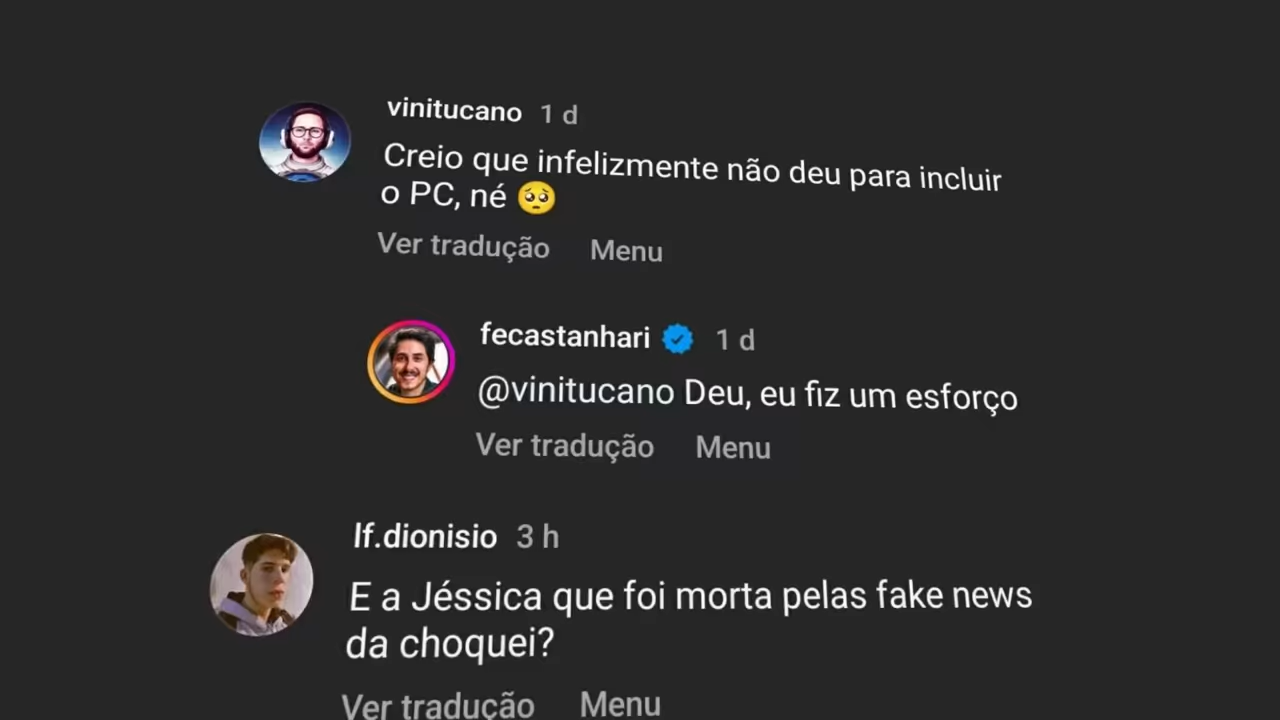 vinitucano 1 d
Creio que infelizmente não deu para incluir
o PC, né 🥺
Ver tradução Menu
fecastanhari 1 d
@vinitucano Deu, eu fiz um esforço
Ver tradução Menu
lf.dionisio 3 h
E a Jéssica que foi morta pelas fake news
da choquei?
Ver tradução Menu